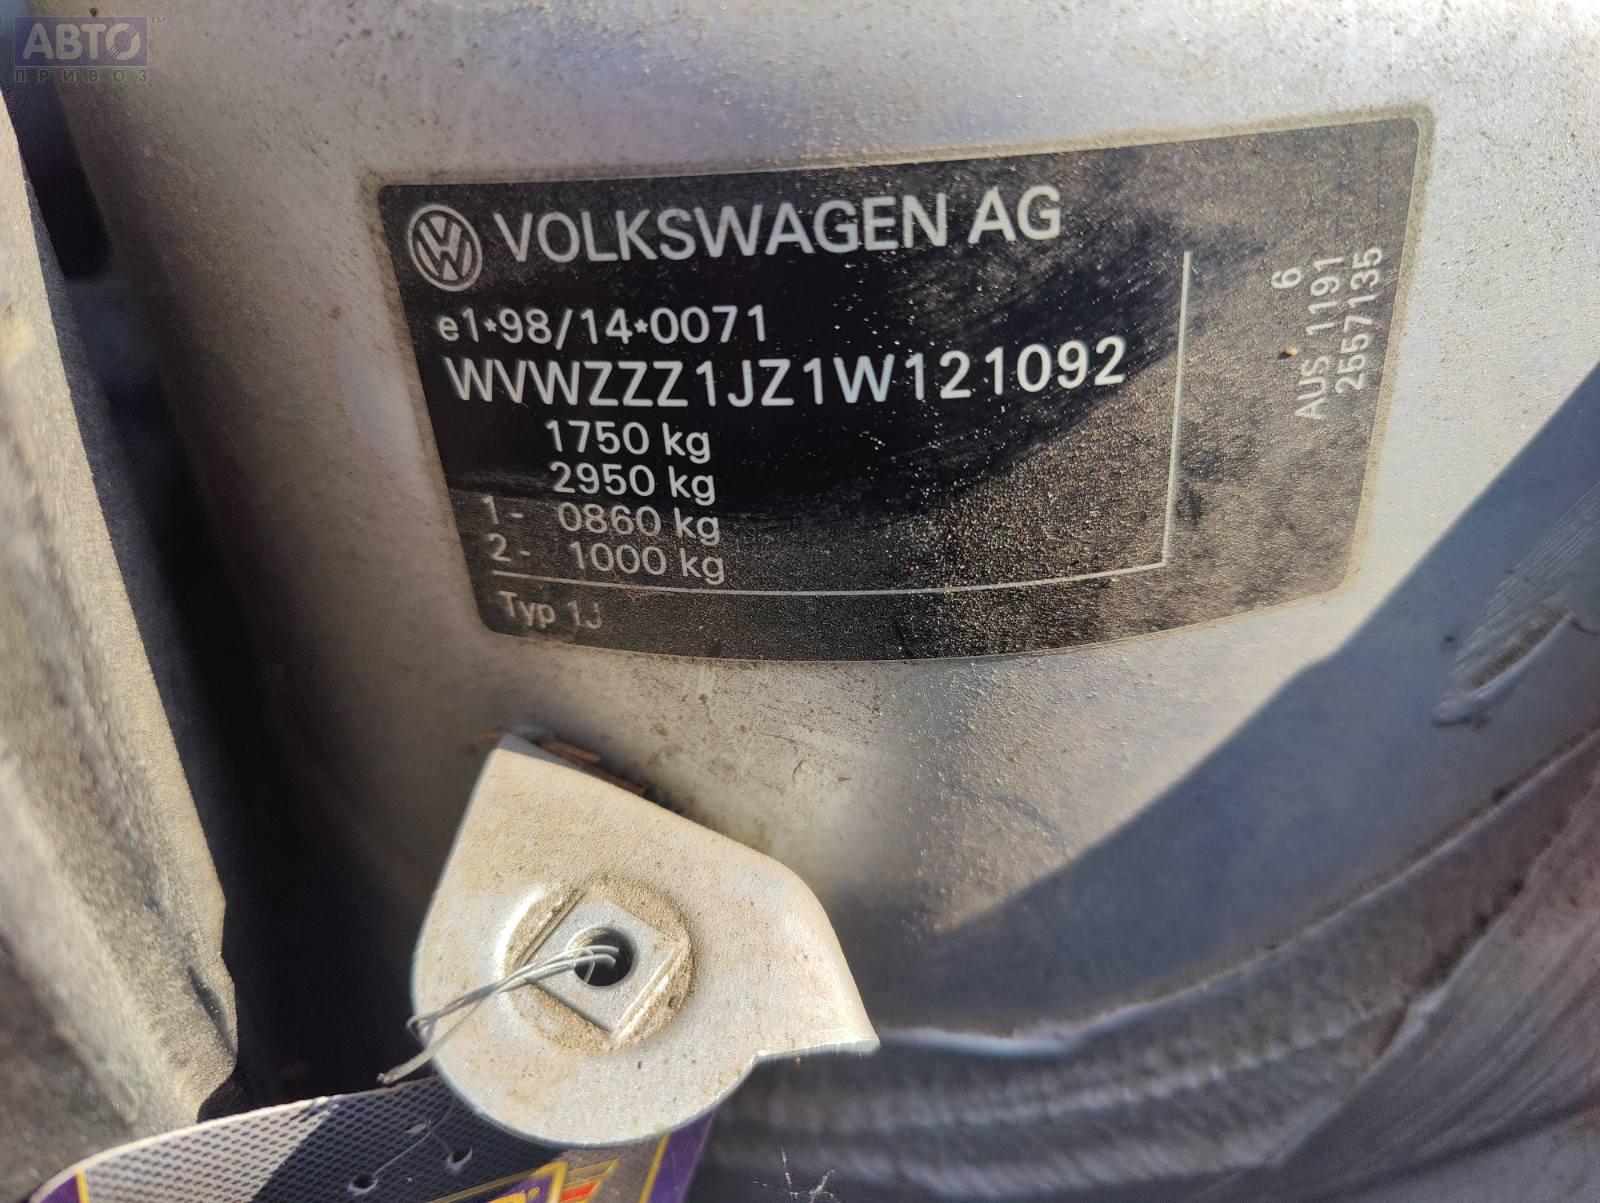 АВТО™
ПРИВОЗ
VOLKSWAGEN AG
e1*98/14*0071
WVWZZZ1JZ1W121092
1750 kg
2950 kg
1- 0860 kg
2- 1000 kg
Typ 1J
6
AUS 1191
2557135